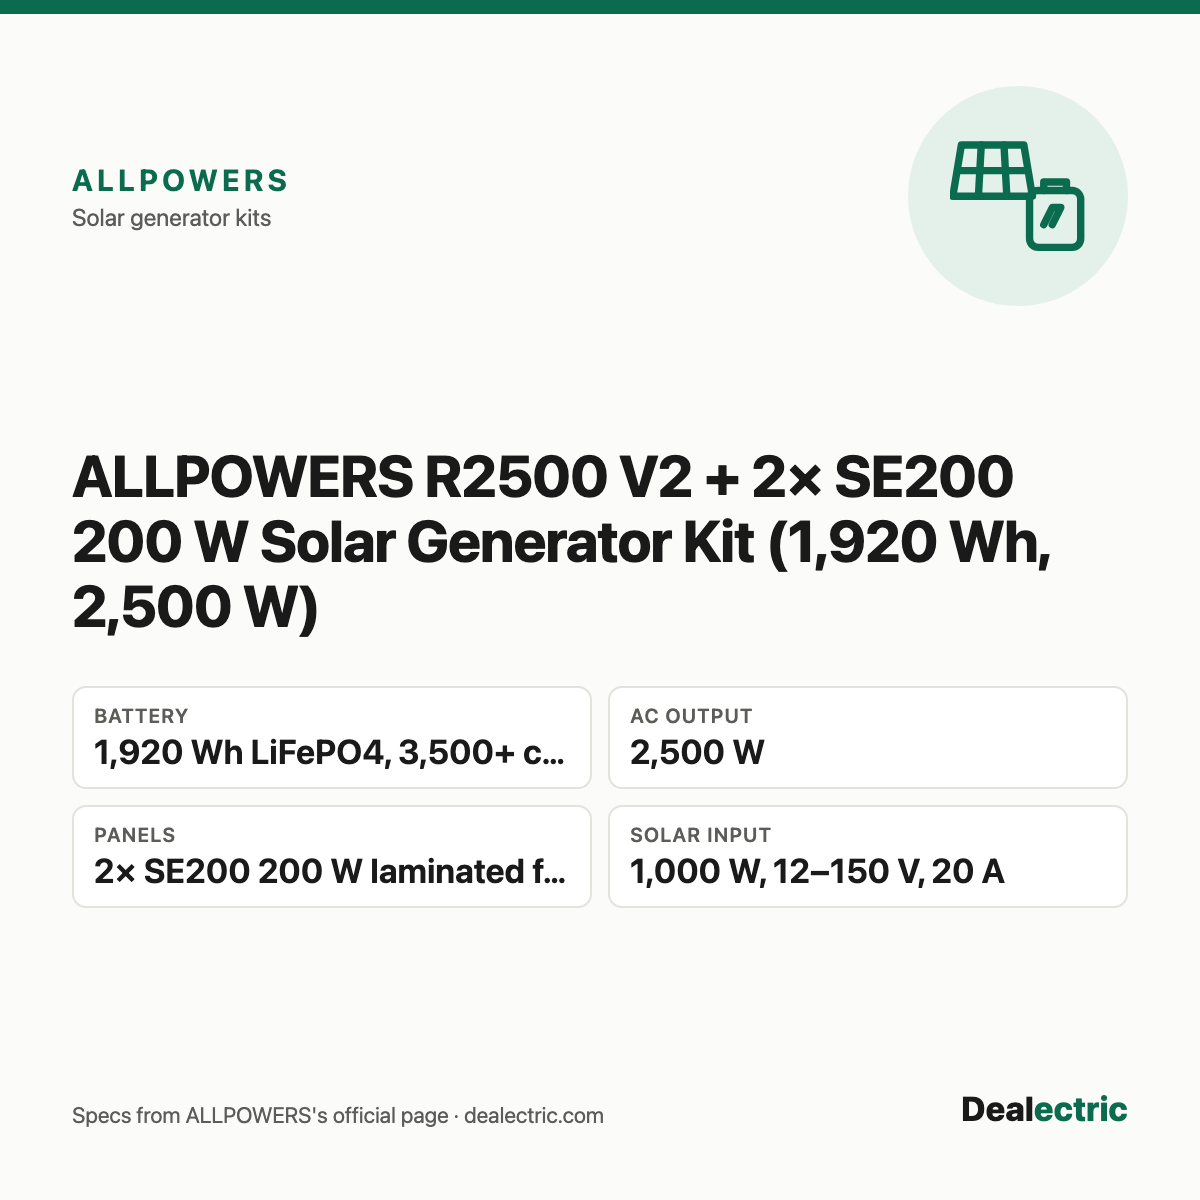 ALLPOWERS
Solar generator kits
ALLPOWERS R2500 V2 + 2× SE200
200 W Solar Generator Kit (1,920 Wh,
2,500 W)
BATTERY
1,920 Wh LiFePO4, 3,500+ c...
AC OUTPUT
2,500 W
PANELS
2× SE200 200 W laminated f...
SOLAR INPUT
1,000 W, 12–150 V, 20 A
Specs from ALLPOWERS's official page · dealectric.com
Dealectric